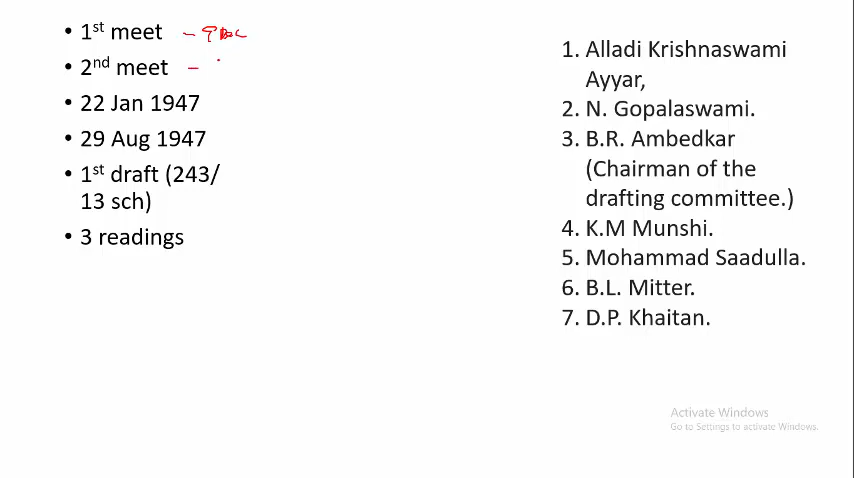 • 1st meet - 9 Dec
• 2nd meet -
• 22 Jan 1947
• 29 Aug 1947
• 1st draft (243/
13 sch)
• 3 readings
1. Alladi Krishnaswami
Ayyar,
2. N. Gopalaswami.
3. B.R. Ambedkar
(Chairman of the
drafting committee.)
4. K.M Munshi.
5. Mohammad Saadulla.
6. B.L. Mitter.
7. D.P. Khaitan.
Activate Windows
Go to Settings to activate Windows.